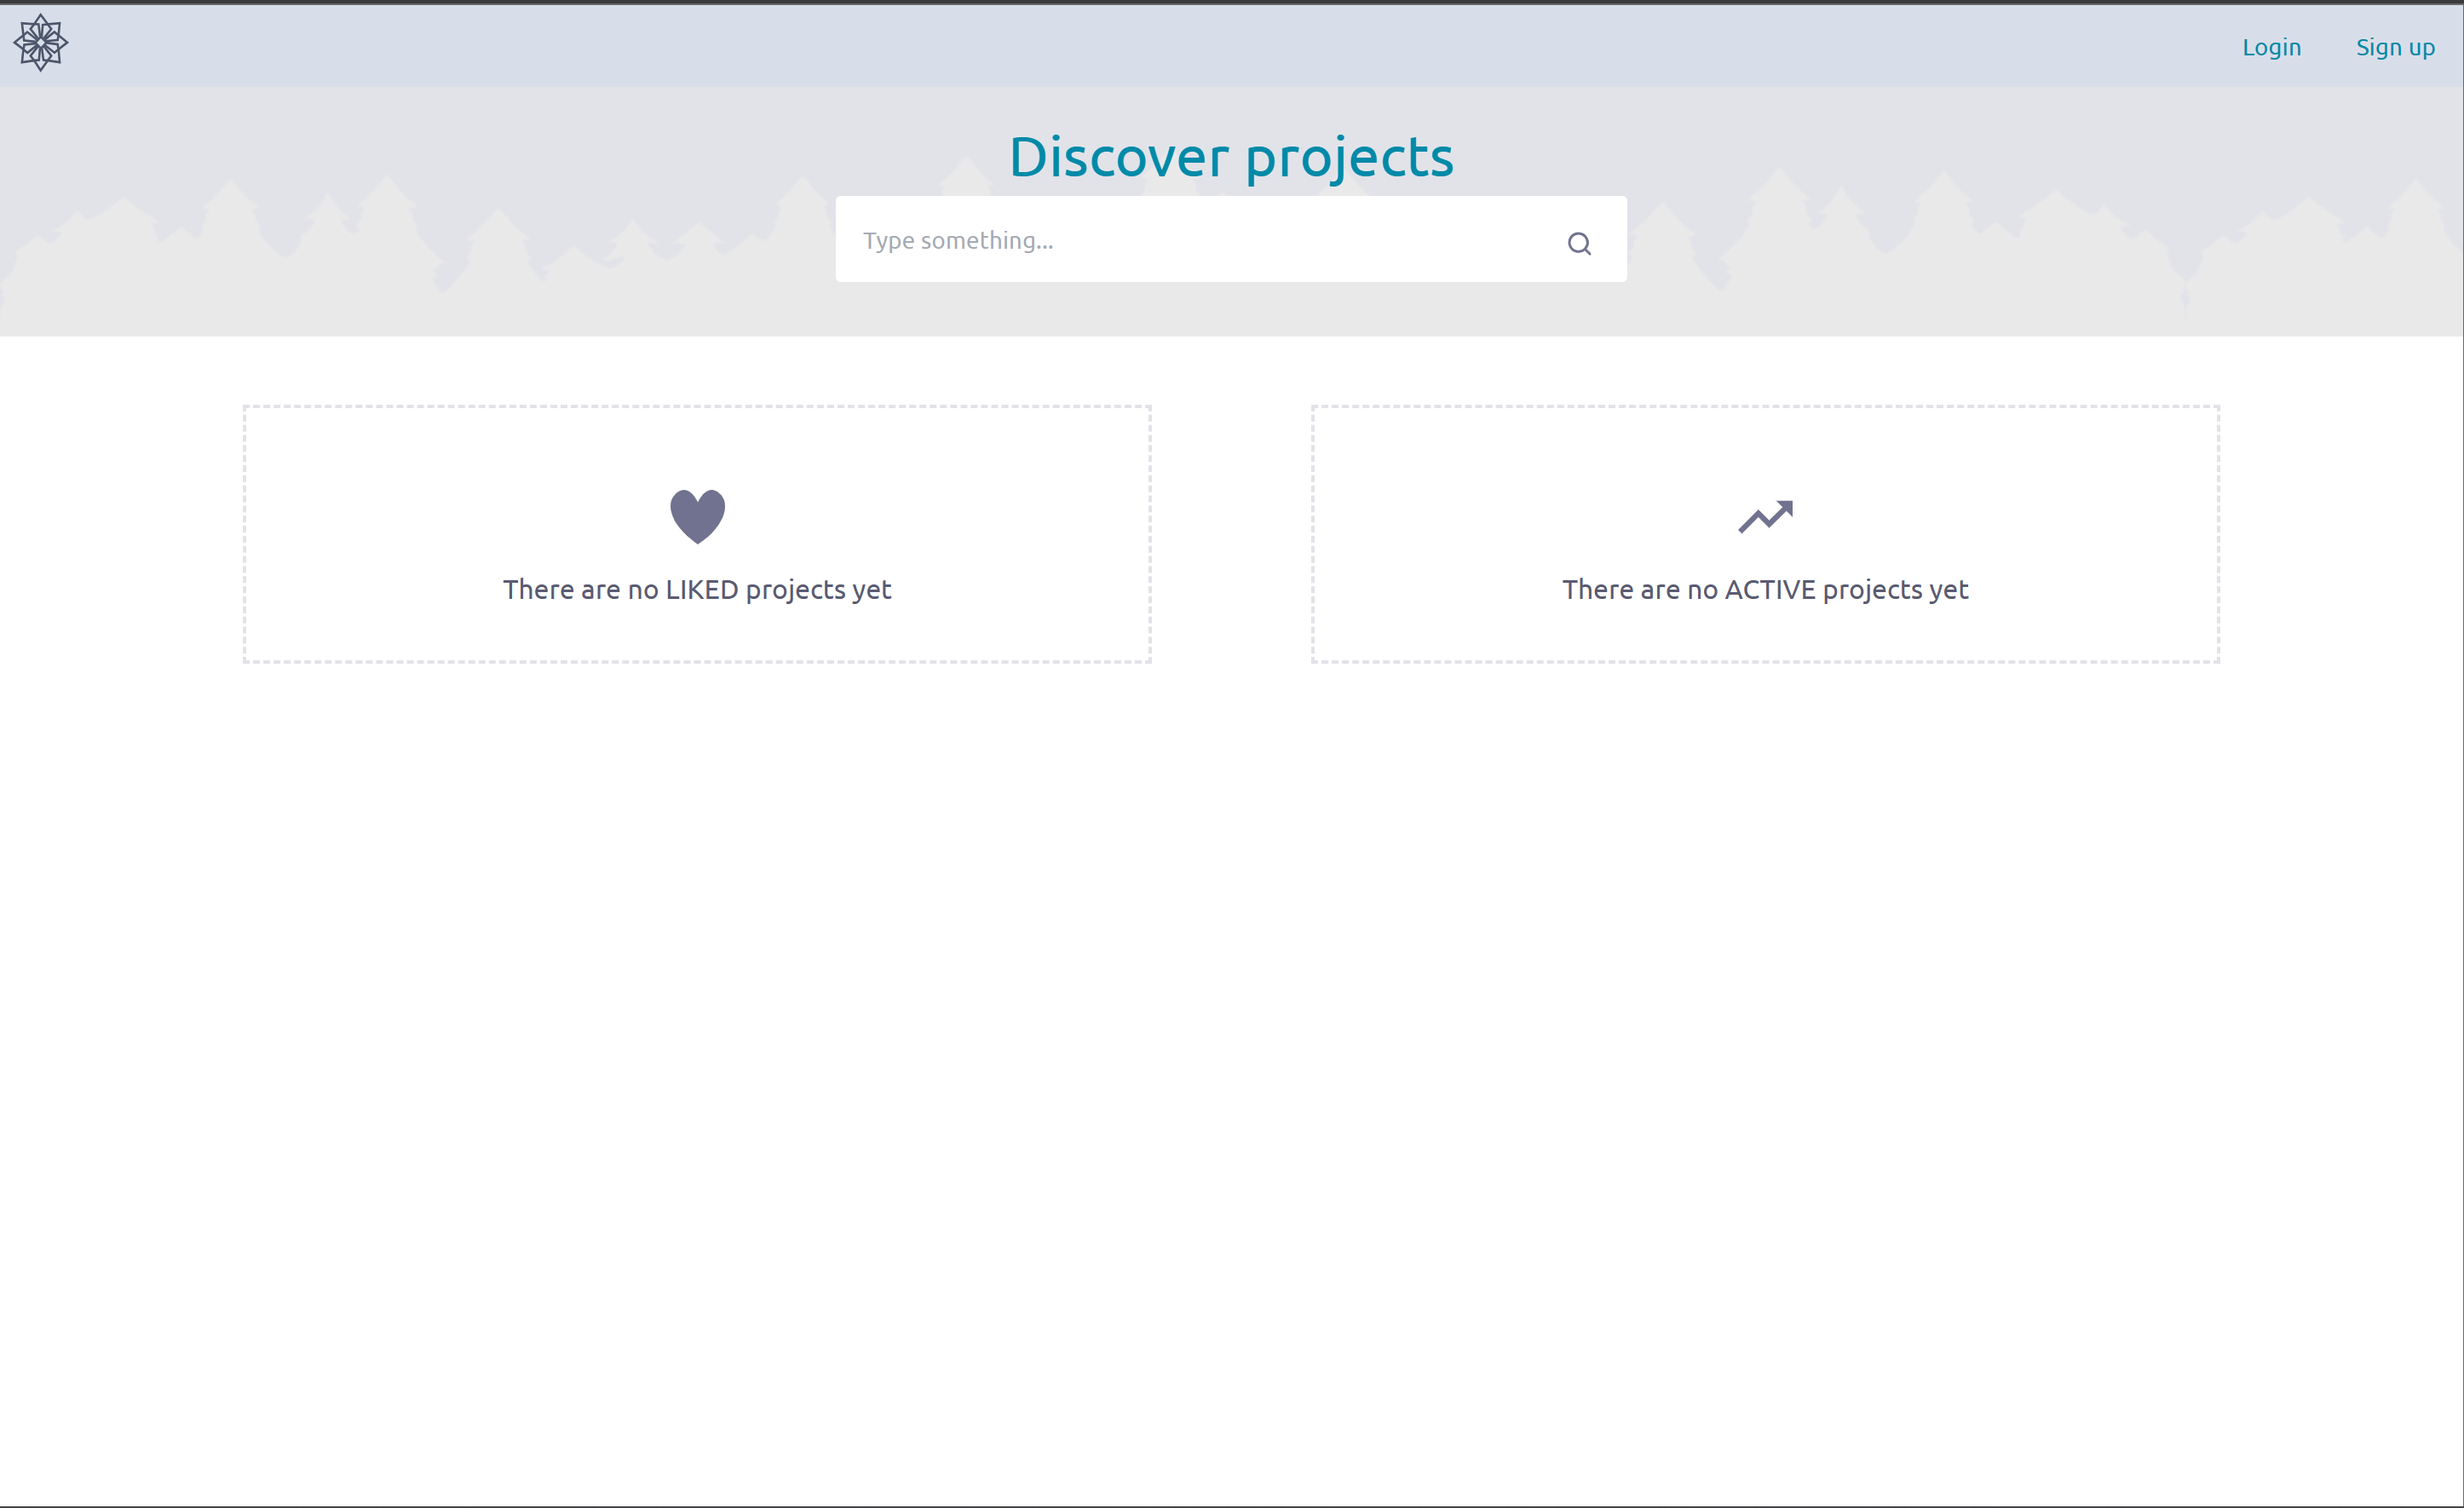 Login
Sign up
Discover projects
Type something...
There are no LIKED projects yet
There are no ACTIVE projects yet